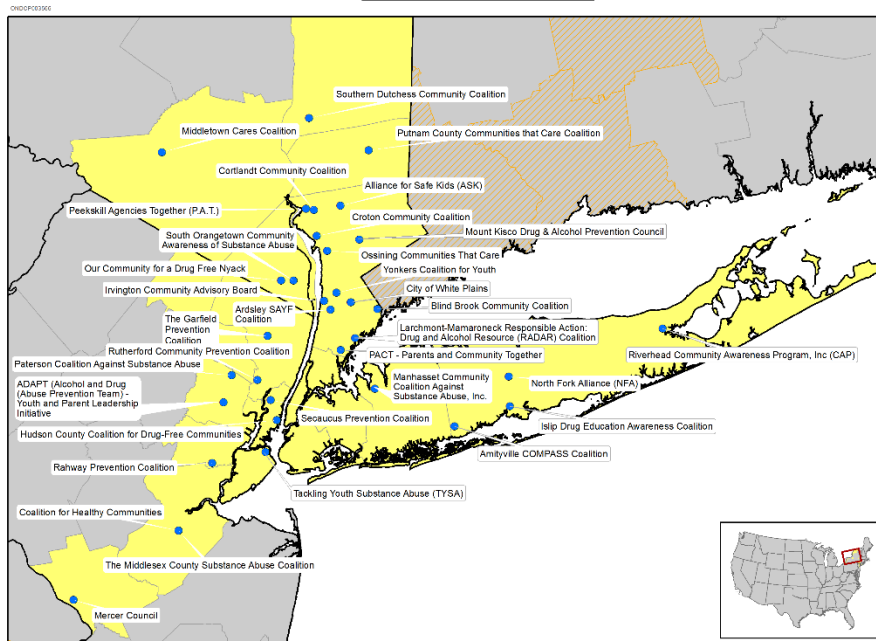 Southern Dutchess Community Coalition
Middletown Cares Coalition
Putnam County Communities that Care Coalition
Cortlandt Community Coalition
Alliance for Safe Kids (ASK)
Peekskill Agencies Together (P.A.T.)
Croton Community Coalition
South Orangetown Community
Awareness of Substance Abuse
Mount Kisco Drug & Alcohol Prevention Council
Ossining Communities That Care
Our Community for a Drug Free Nyack
Yonkers Coalition for Youth
Irvington Community Advisory Board
City of White Plains
Ardsley SAYF
Coalition
Blind Brook Community Coalition
The Garfield
Prevention
Coalition
Larchmont-Mamaroneck Responsible Action:
Drug and Alcohol Resource (RADAR) Coalition
Rutherford Community Prevention Coalition
PACT - Parents and Community Together
Riverhead Community Awareness Program, Inc (CAP)
Paterson Coalition Against Substance Abuse
Manhasset Community
Coalition Against
Substance Abuse, Inc.
North Fork Alliance (NFA)
ADAPT (Alcohol and Drug
(Abuse Prevention Team) -
Youth and Parent Leadership
Initiative
Secaucus Prevention Coalition
Islip Drug Education Awareness Coalition
Hudson County Coalition for Drug-Free Communities
Amityville COMPASS Coalition
Rahway Prevention Coalition
Tackling Youth Substance Abuse (TYSA)
Coalition for Healthy Communities
The Middlesex County Substance Abuse Coalition
Mercer Council